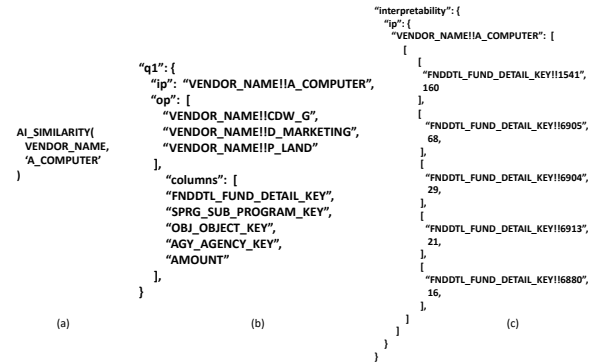 AI_SIMILARITY(
VENDOR_NAME,
‘A_COMPUTER’
)
(a)
“q1”: {
“ip”: “VENDOR_NAME!!A_COMPUTER”,
“op”: [
“VENDOR_NAME!!CDW_G”,
“VENDOR_NAME!!D_MARKETING”,
“VENDOR_NAME!!P_LAND”
],
“columns”: [
“FNDDTL_FUND_DETAIL_KEY”,
“SPRG_SUB_PROGRAM_KEY”,
“OBJ_OBJECT_KEY”,
“AGY_AGENCY_KEY”,
“AMOUNT”
],
}
(b)
“interpretability”: {
“ip”: {
“VENDOR_NAME!!A_COMPUTER”: [
[
[
“FNDDTL_FUND_DETAIL_KEY!!1541”,
160
],
[
“FNDDTL_FUND_DETAIL_KEY!!6905”,
68,
],
[
“FNDDTL_FUND_DETAIL_KEY!!6904”,
29,
],
[
“FNDDTL_FUND_DETAIL_KEY!!6913”,
21,
],
[
“FNDDTL_FUND_DETAIL_KEY!!6880”,
16,
],
]
]
}
}
(c)